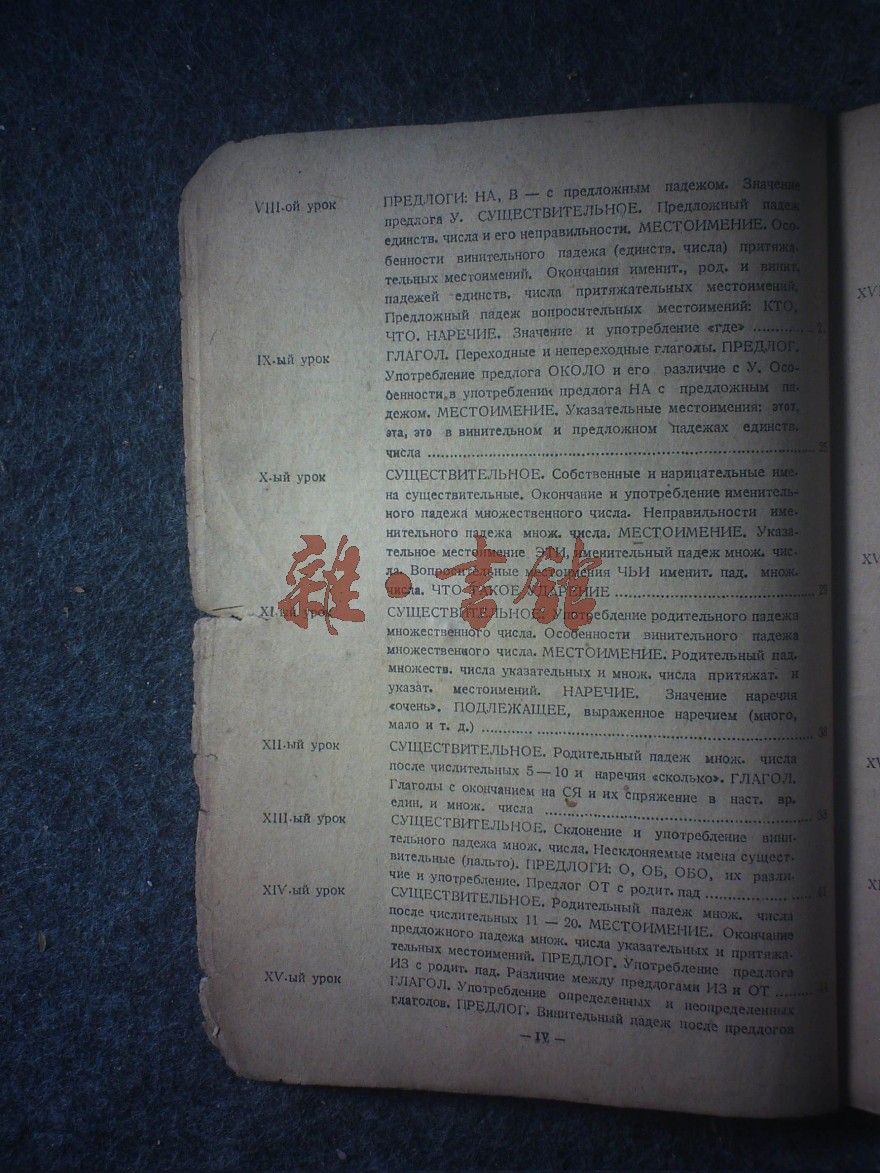 VIII-ой урок ПРЕДЛОГИ: НА, В — с предложным падежом. Значение
предлога У. СУЩЕСТВИТЕЛЬНОЕ. Предложный падеж
единств. числа и его неправильности. МЕСТОИМЕНИЕ. Осо-
бенности винительного падежа (единств. числа) притяжа-
тельных местоимений. Окончания именит., род. и винит.
падежей единств. числа притяжательных местоимений.
Предложный падеж вопросительных местоимений: КТО,
ЧТО. НАРЕЧИЕ. Значение и употребление «где»
IX-ый урок ГЛАГОЛ. Переходные и непереходные глаголы. ПРЕДЛОГ.
Употребление предлога ОКОЛО и его различие с У. Осо-
бенности в употреблении предлога НА с предложным па-
дежом. МЕСТОИМЕНИЕ. Указательные местоимения: этот,
эта, это в винительном и предложном падежах единств.
числа
X-ый урок СУЩЕСТВИТЕЛЬНОЕ. Собственные и нарицательные име-
на существительные. Окончание и употребление именитель-
ного падежа множественного числа. Неправильности име-
нительного падежа множ. числа. МЕСТОИМЕНИЕ. Указа-
тельное местоимение ЭТИ, именительный падеж множ. чис-
ла. Вопросительные местоимения ЧЬИ именит. пад. множ.
числа. ЧТО ТАКОЕ УДАРЕНИЕ
XI-ый урок СУЩЕСТВИТЕЛЬНОЕ: Употребление родительного падежа
множественного числа. Особенности винительного падежа
множественного числа. МЕСТОИМЕНИЕ. Родительный пад.
множеств. числа указательных и множ. числа притяжат. и
указат. местоимений. НАРЕЧИЕ. Значение наречия
«очень». ПОДЛЕЖАЩЕЕ, выраженное наречием (много,
мало и т. д.)
XII-ый урок СУЩЕСТВИТЕЛЬНОЕ. Родительный падеж множ. числа
после числительных 5 — 10 и наречия «сколько». ГЛАГОЛ.
Глаголы с окончанием на СЯ и их спряжение в наст. вр.
един. и множ. числа
XIII-ый урок СУЩЕСТВИТЕЛЬНОЕ. Склонение и употребление вини-
тельного падежа множ. числа. Несклоняемые имена сущест-
вительные (пальто). ПРЕДЛОГИ: О, ОБ, ОБО, их разли-
чие и употребление. Предлог ОТ с родит. пад
XIV-ый урок СУЩЕСТВИТЕЛЬНОЕ. Родительный падеж множ. числа
после числительных 11 — 20. МЕСТОИМЕНИЕ. Окончание
предложного падежа множ. числа указательных и притяжа-
тельных местоимений. ПРЕДЛОГ. Употребление предлога
ИЗ с родит. пад. Различие между предлогами ИЗ и ОТ
XV-ый урок ГЛАГОЛ. Употребление определенных и неопределенных
глаголов. ПРЕДЛОГ. Винительный падеж после предлогов
— IV —
雜·書館